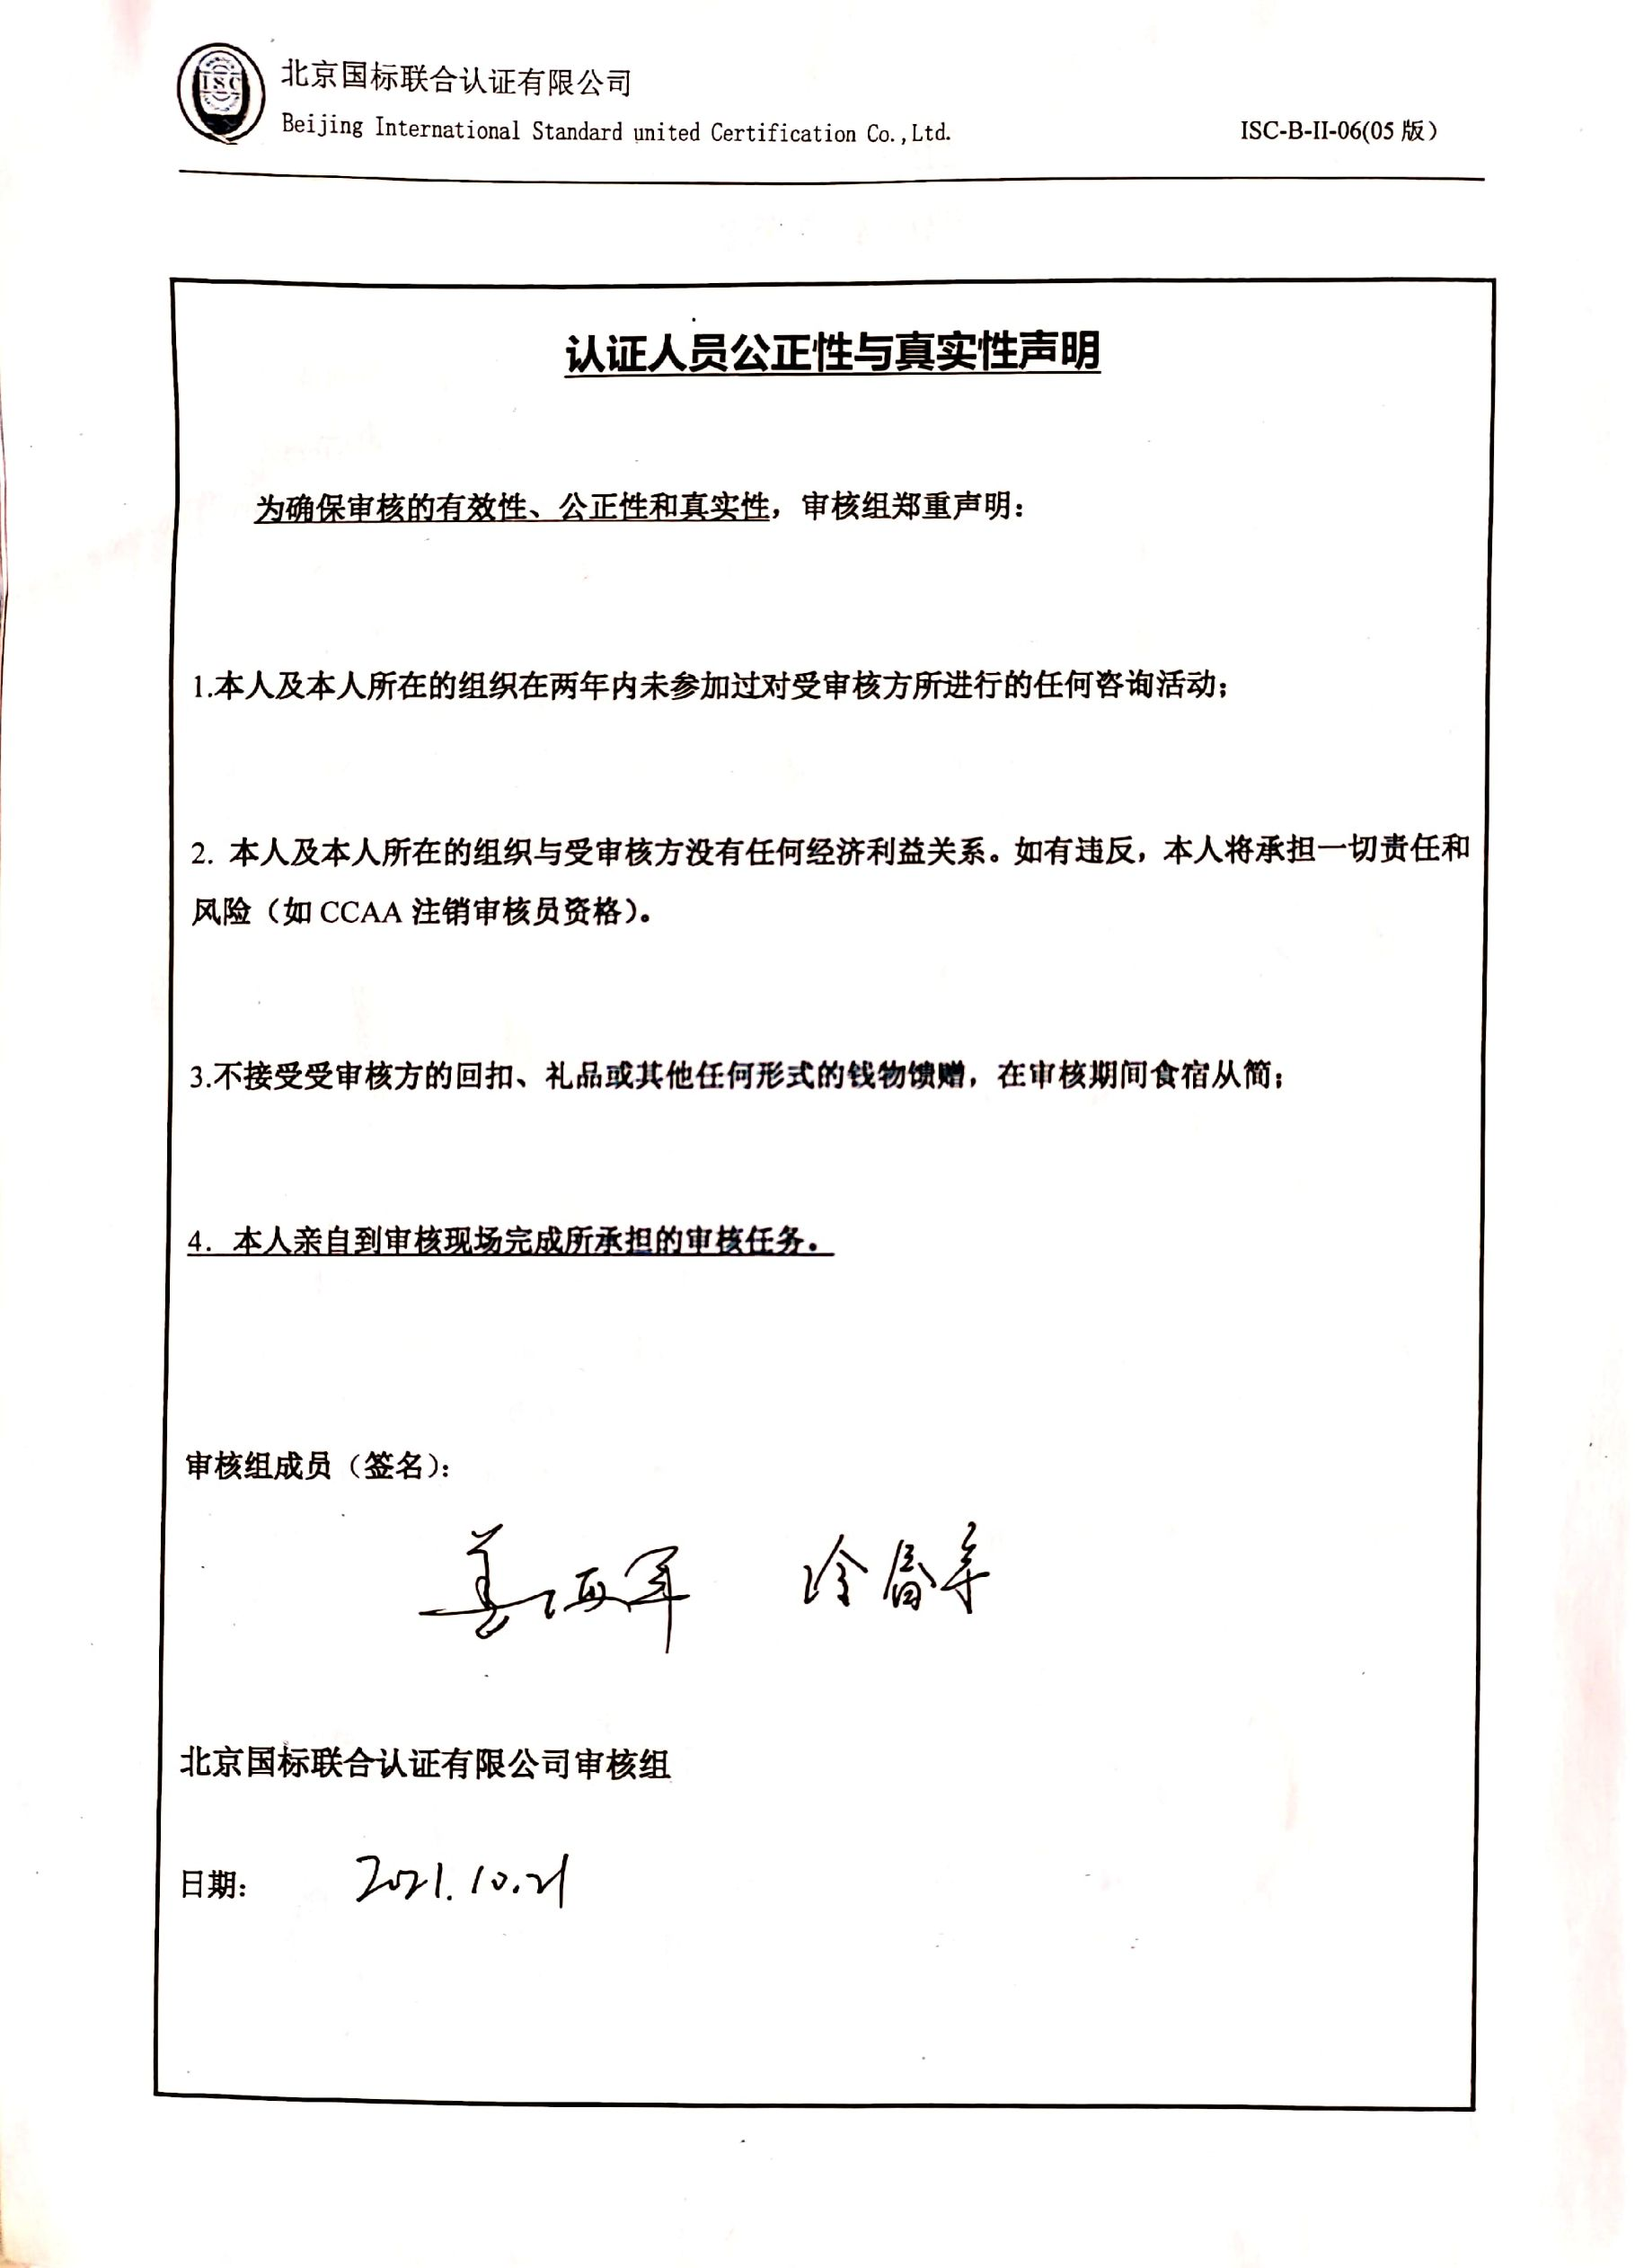 ISC
北京国标联合认证有限公司
Beijing International Standard united Certification Co.,Ltd.
ISC-B-II-06(05 版）
认证人员公正性与真实性声明
为确保审核的有效性、公正性和真实性，审核组郑重声明：
1.本人及本人所在的组织在两年内未参加过对受审核方所进行的任何咨询活动；
2. 本人及本人所在的组织与受审核方没有任何经济利益关系。如有违反，本人将承担一切责任和
风险（如 CCAA 注销审核员资格）。
3.不接受受审核方的回扣、礼品或其他任何形式的钱物馈赠，在审核期间食宿从简；
4. 本人亲自到审核现场完成所承担的审核任务。
审核组成员（签名）：
北京国标联合认证有限公司审核组
日期： 2021.10.21